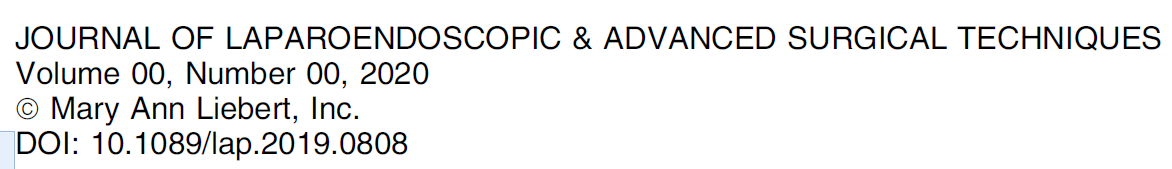 JOURNAL OF LAPAROENDOSCOPIC & ADVANCED SURGICAL TECHNIQUES
Volume 00, Number 00, 2020
© Mary Ann Liebert, Inc.
DOI: 10.1089/lap.2019.0808